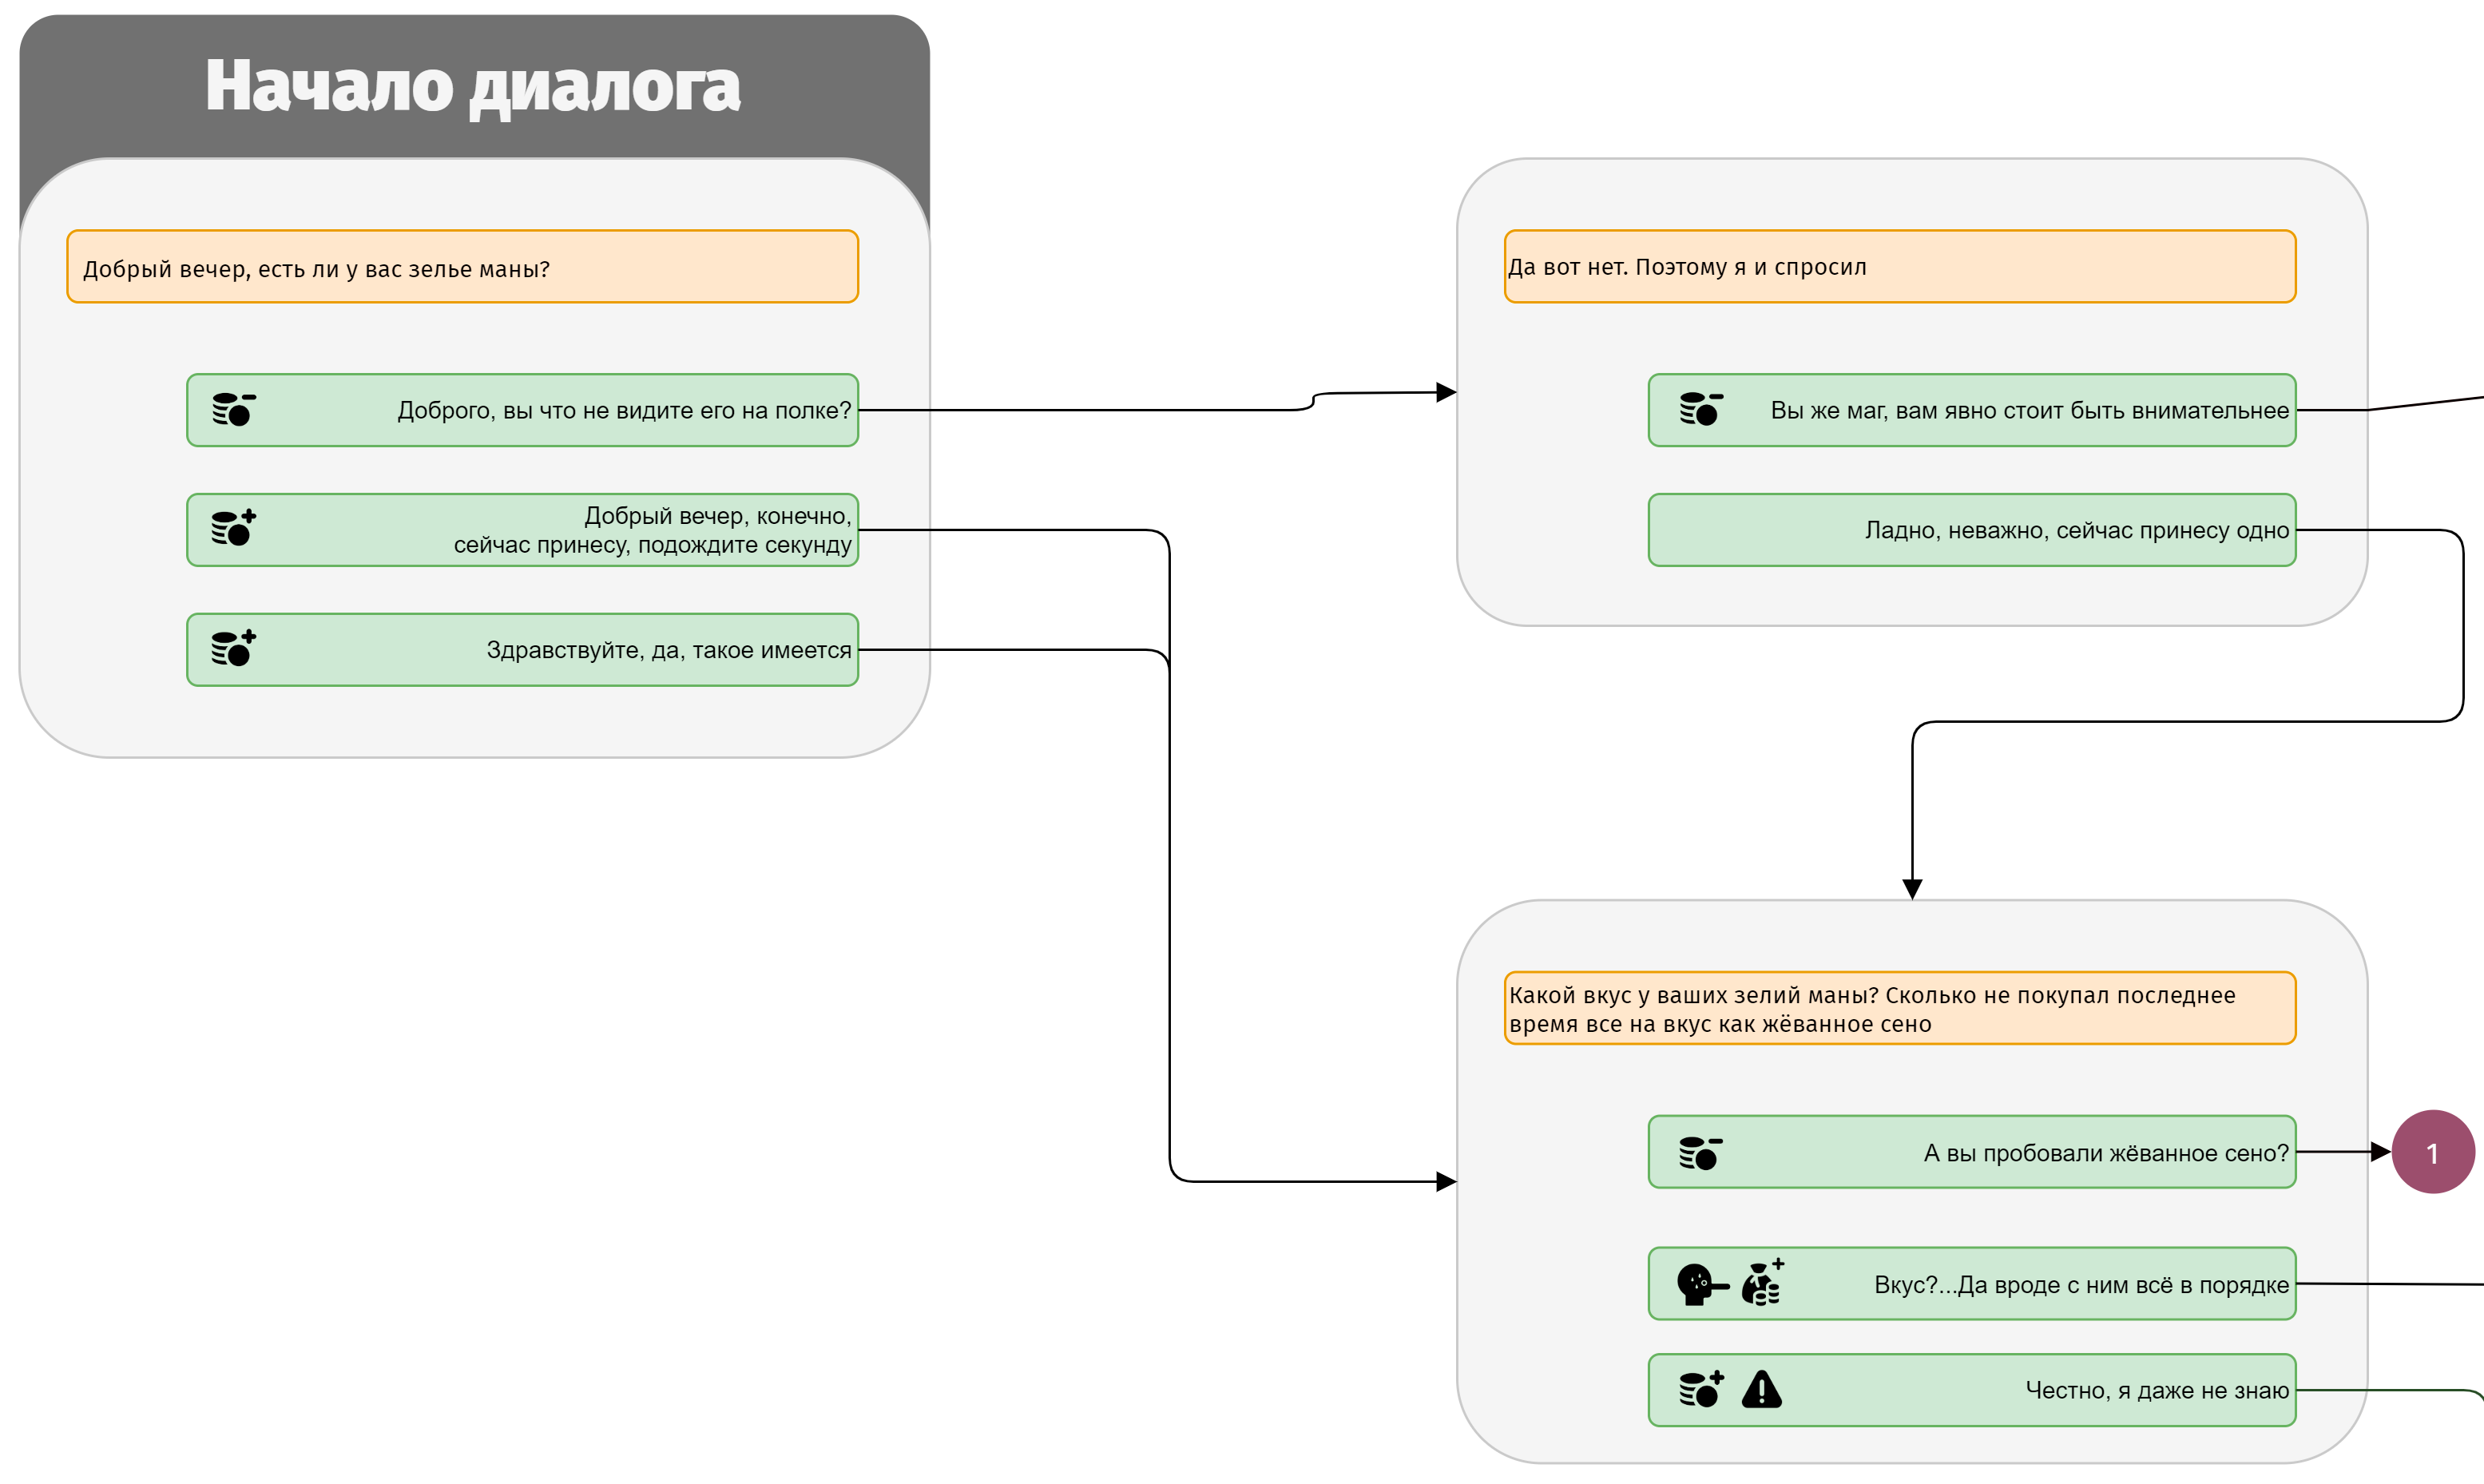 Начало диалога
Добрый вечер, есть ли у вас зелье маны?
Доброго, вы что не видите его на полке?
Добрый вечер, конечно,
сейчас принесу, подождите секунду
Здравствуйте, да, такое имеется
Да вот нет. Поэтому я и спросил
Вы же маг, вам явно стоит быть внимательнее
Ладно, неважно, сейчас принесу одно
Какой вкус у ваших зелий маны? Сколько не покупал последнее
время все на вкус как жёванное сено
А вы пробовали жёванное сено?
1
Вкус?...Да вроде с ним всё в порядке
Честно, я даже не знаю